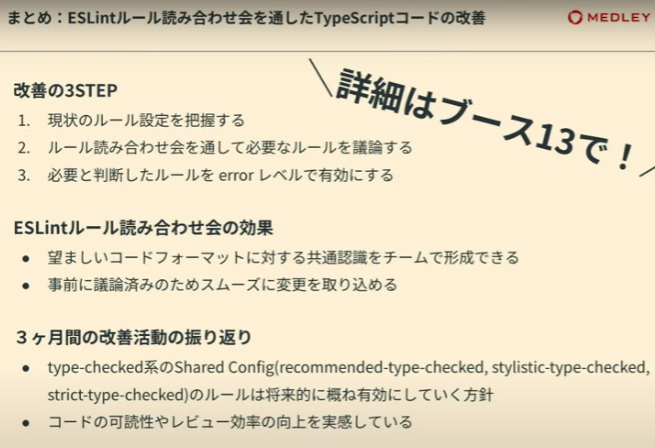 まとめ：ESLintルール読み合わせ会を通したTypeScriptコードの改善
MEDLEY
詳細はブース13で！
改善の3STEP
1. 現状のルール設定を把握する
2. ルール読み合わせ会を通して必要なルールを議論する
3. 必要と判断したルールを error レベルで有効にする
ESLintルール読み合わせ会の効果
● 望ましいコードフォーマットに対する共通認識をチームで形成できる
● 事前に議論済みのためスムーズに変更を取り込める
３ヶ月間の改善活動の振り返り
● type-checked系のShared Config(recommended-type-checked, stylistic-type-checked,
strict-type-checked)のルールは将来的に概ね有効にしていく方針
● コードの可読性やレビュー効率の向上を実感している